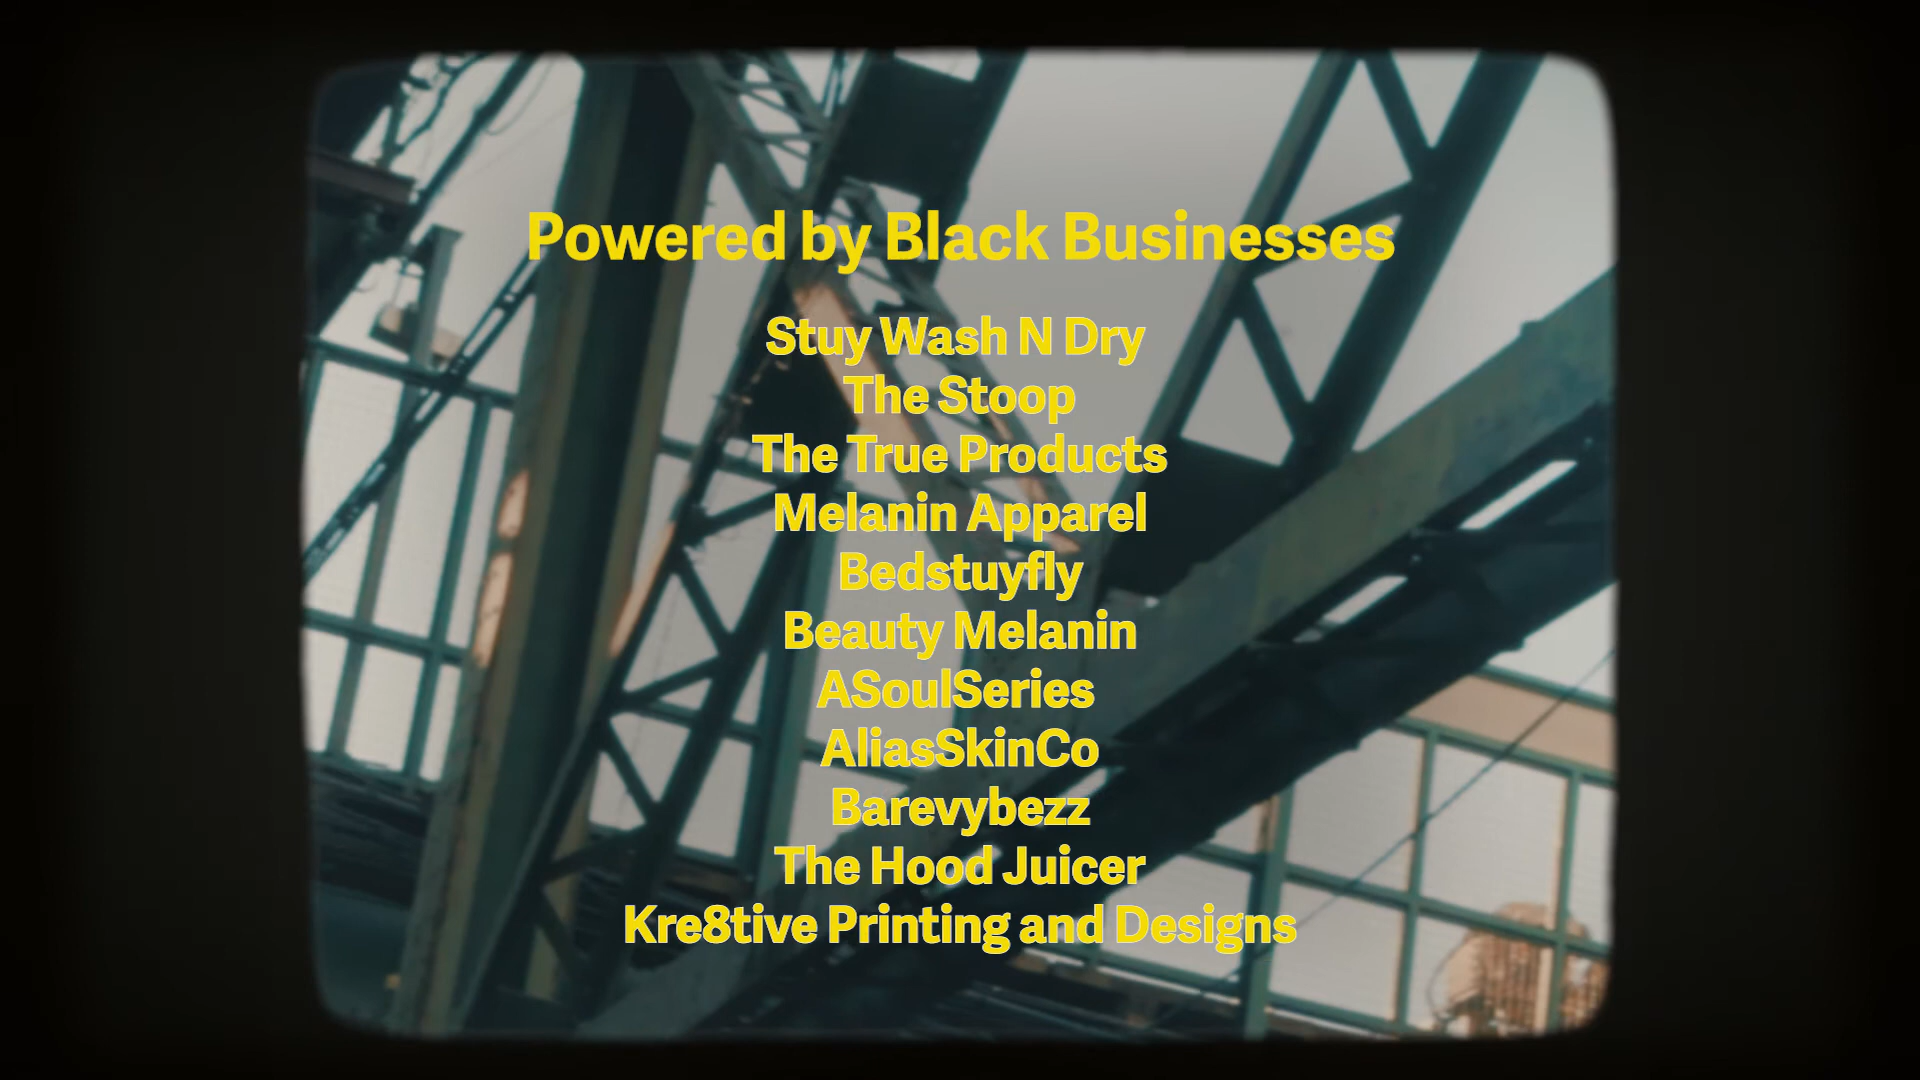 Powered by Black Businesses
Stuy Wash N Dry
The Stoop
The True Products
Melanin Apparel
Bedstuyfly
Beauty Melanin
ASoulSeries
AliasSkinCo
Barevybezz
The Hood Juicer
Kre8tive Printing and Designs